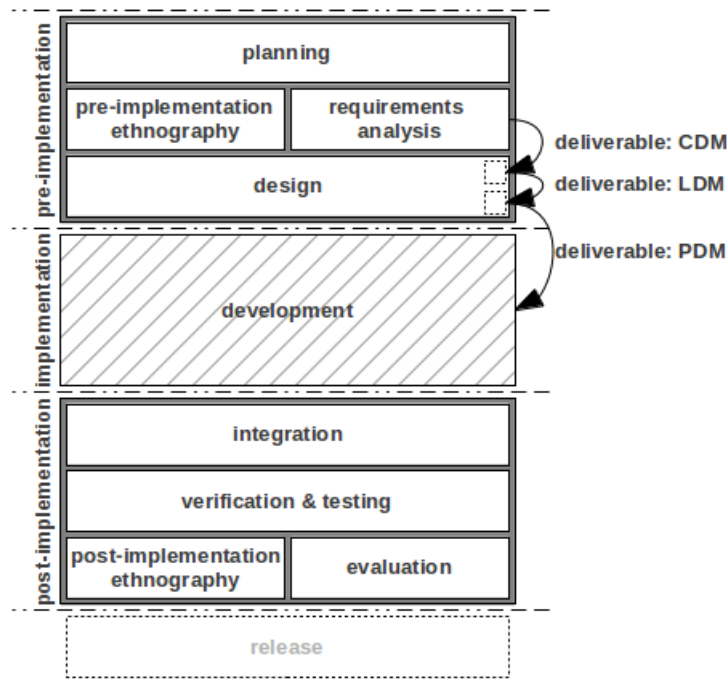 pre-implementation
planning
pre-implementation
ethnography
requirements
analysis
design
deliverable: CDM
deliverable: LDM
deliverable: PDM
implementation
development
post-implementation
integration
verification & testing
post-implementation
ethnography
evaluation
release